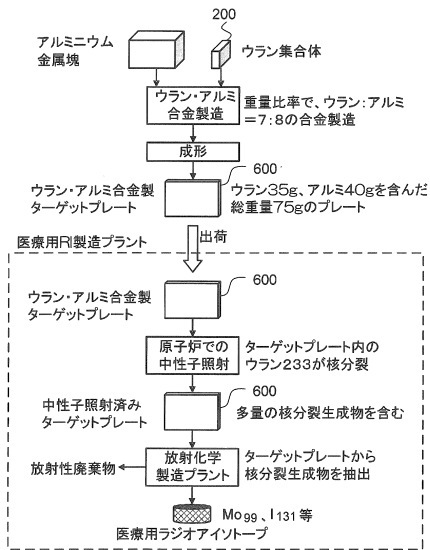 200
アルミニウム
金属塊
ウラン集合体
ウラン・アルミ
合金製造
重量比率で、ウラン:アルミ
=7:8の合金製造
成形
600
ウラン・アルミ合金製
ターゲットプレート
ウラン35g、アルミ40gを含んだ
総重量75gのプレート
医療用RI製造プラント
出荷
600
ウラン・アルミ合金製
ターゲットプレート
原子炉での
中性子照射
ターゲットプレート内の
ウラン233が核分裂
600
中性子照射済み
ターゲットプレート
多量の核分裂生成物を含む
放射性廃棄物
放射化学
製造プラント
ターゲットプレートから
核分裂生成物を抽出
Mo99、I131等
医療用ラジオアイソトープ